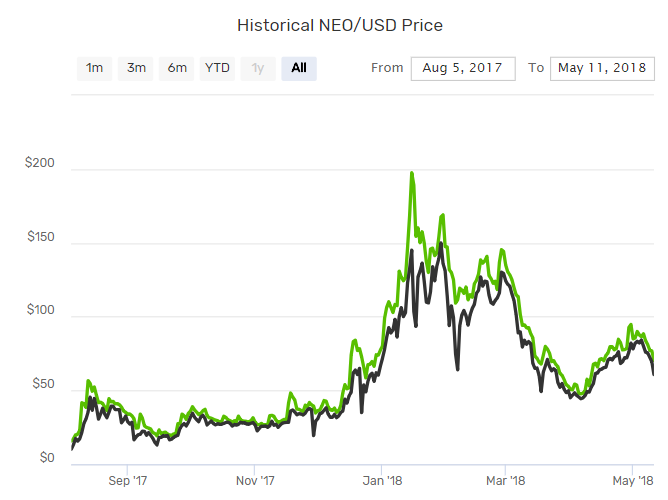 Historical NEO/USD Price
1m 3m 6m YTD 1y All From Aug 5, 2017 To May 11, 2018
$200
$150
$100
$50
$0
Sep '17 Nov '17 Jan '18 Mar '18 May '18